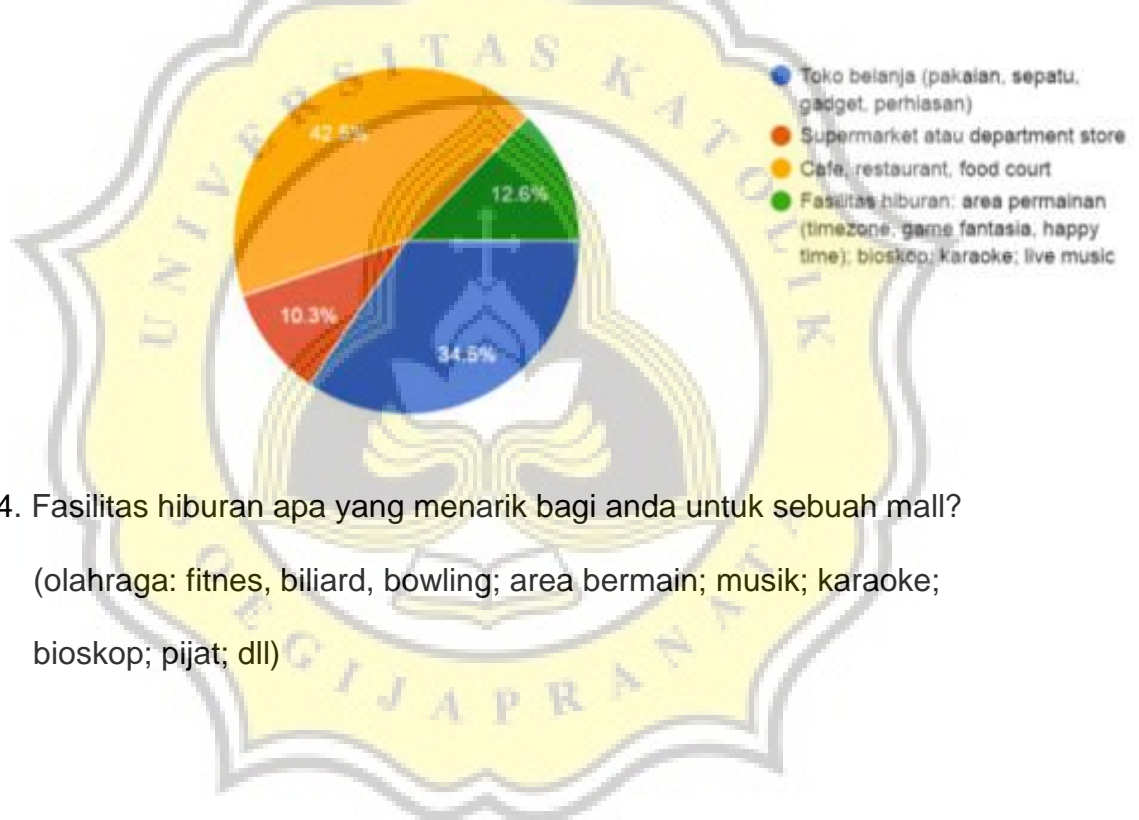 UNIVERSITAS KATOLIK
SOEGIJAPRANATA
42.5%
12.6%
10.3%
34.5%
Toko belanja (pakaian, sepatu,
gadget, perhiasan)
Supermarket atau department store
Cafe, restaurant, food court
Fasilitas hiburan: area permainan
(timezone, game fantasia, happy
time); bioskop; karaoke; live music
4. Fasilitas hiburan apa yang menarik bagi anda untuk sebuah mall?
(olahraga: fitnes, biliard, bowling; area bermain; musik; karaoke;
bioskop; pijat; dll)